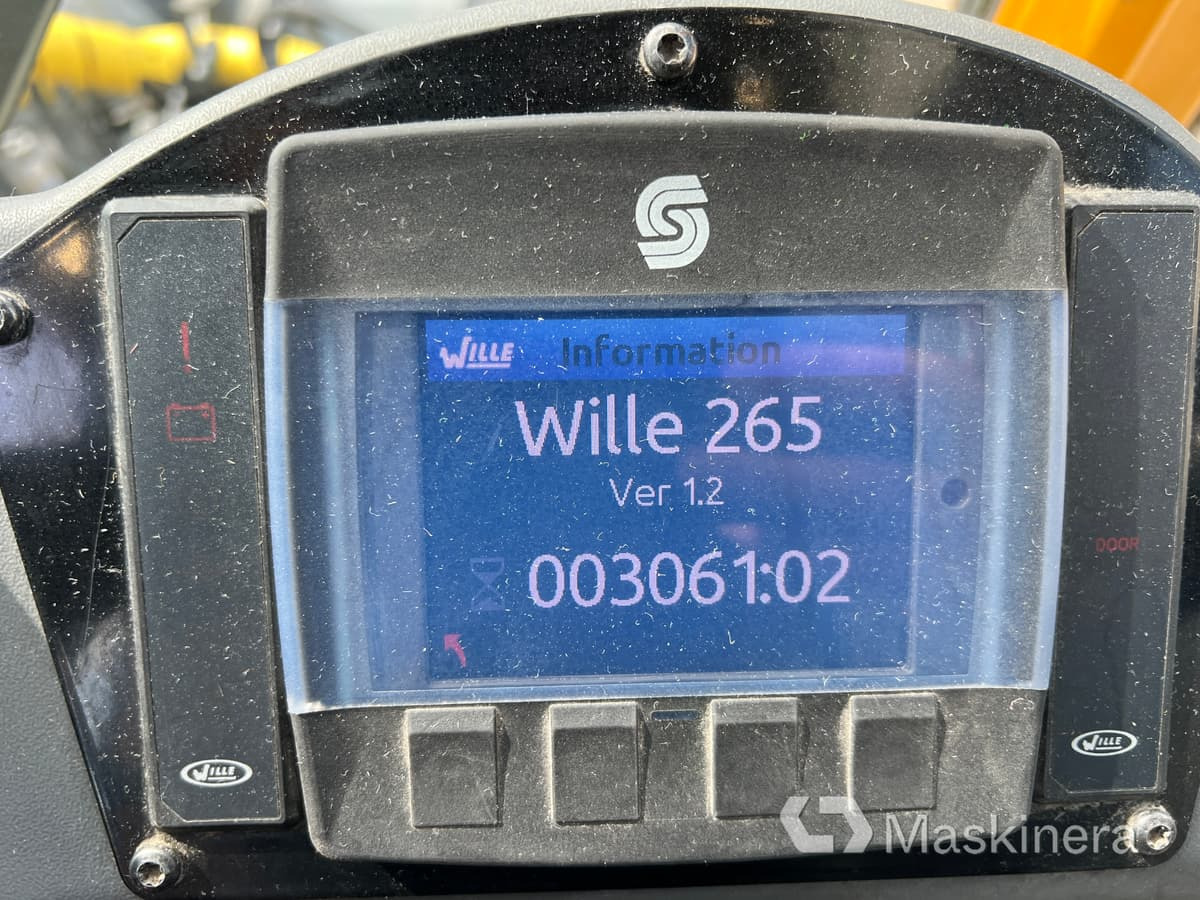 WILLE Information
Wille 265
Ver 1.2
003061:02
DOOR
WILLE
WILLE
Maskinera